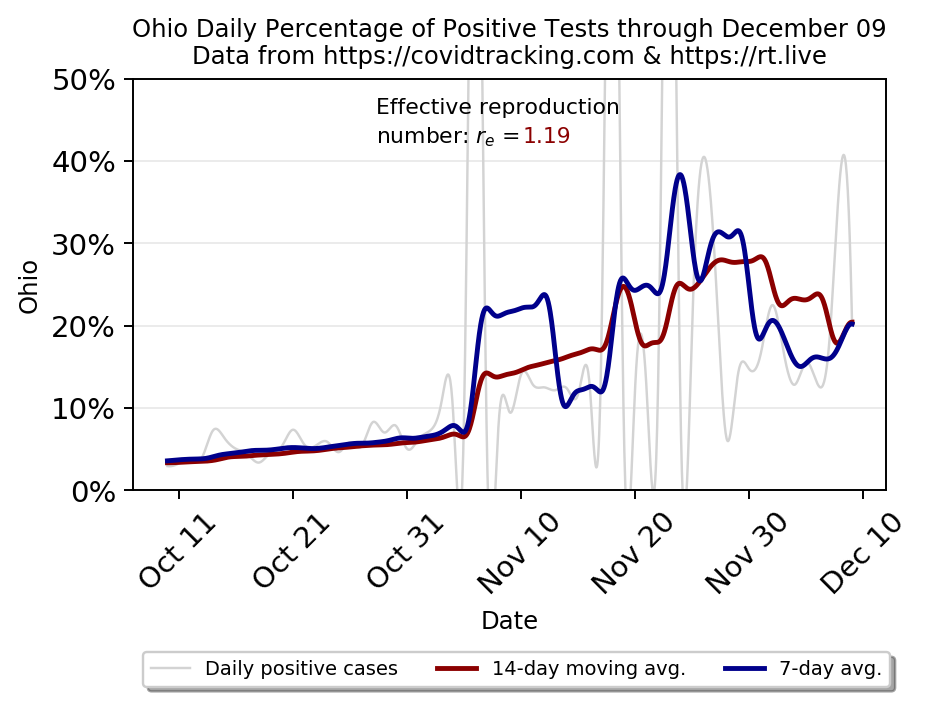 Ohio Daily Percentage of Positive Tests through December 09
Data from https://covidtracking.com & https://rt.live
50%
40%
30%
20%
10%
0%
Ohio
Effective reproduction
number: rₑ =1.19
Oct 11
Oct 21
Oct 31
Nov 10
Nov 20
Nov 30
Dec 10
Date
Daily positive cases
14-day moving avg.
7-day avg.